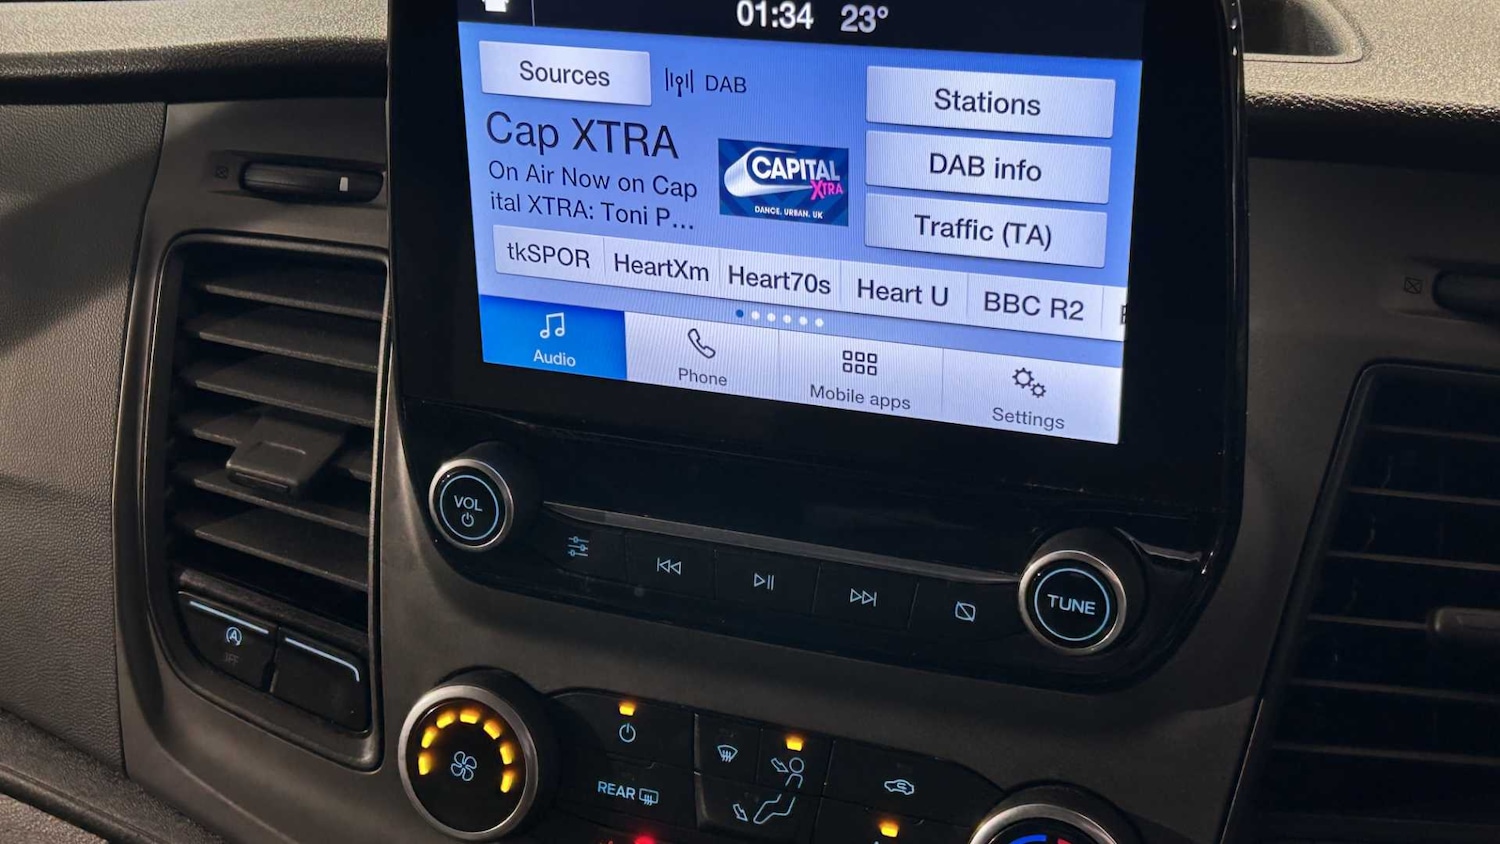 01:34 23°
Sources DAB
Stations
Cap XTRA
CAPITAL
XTRA
DANCE. URBAN. UK
DAB info
On Air Now on Cap
ital XTRA: Toni P...
Traffic (TA)
tkSPOR HeartXm Heart70s Heart U BBC R2
Audio Phone Mobile apps Settings
VOL
TUNE
A
OFF
REAR